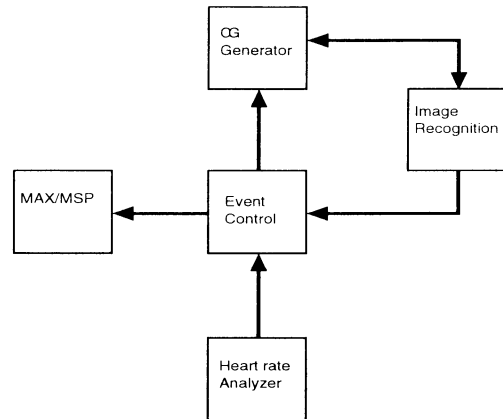 CG
Generator
Image
Recognition
MAX/MSP
Event
Control
Heart rate
Analyzer